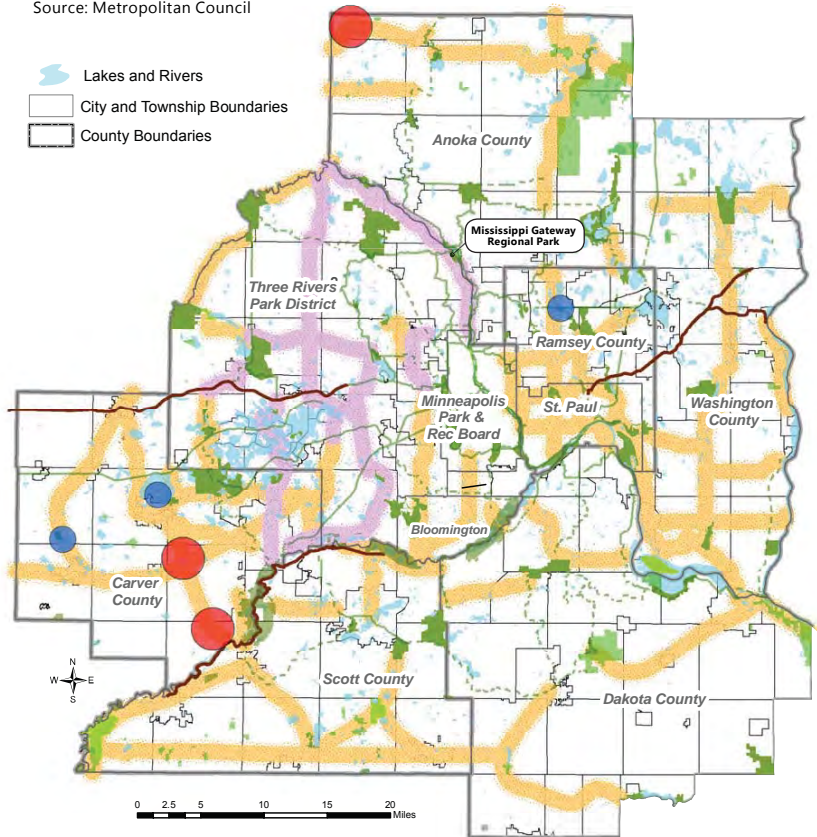 Source: Metropolitan Council
Lakes and Rivers
City and Township Boundaries
County Boundaries
Anoka County
Mississippi Gateway
Regional Park
Three Rivers
Park District
Ramsey County
Minneapolis
Park &
Rec Board
St. Paul
Washington
County
Bloomington
Carver
County
N
W E
S
Scott County
Dakota County
0 2.5 5 10 15 20
Miles